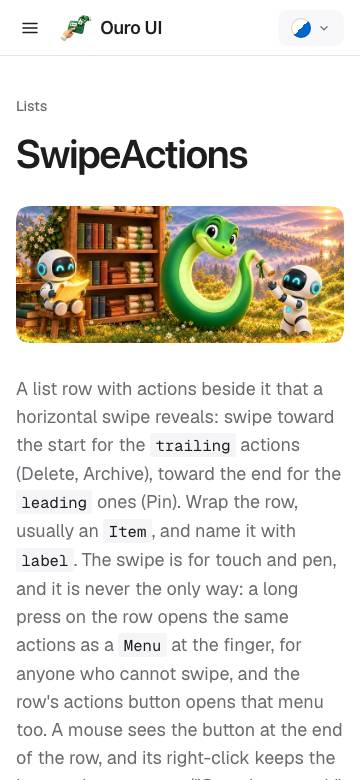 Ouro UI
Lists
SwipeActions
A list row with actions beside it that a
horizontal swipe reveals: swipe toward
the start for the trailing actions
(Delete, Archive), toward the end for the
leading ones (Pin). Wrap the row,
usually an Item, and name it with
label. The swipe is for touch and pen,
and it is never the only way: a long
press on the row opens the same
actions as a Menu at the finger, for
anyone who cannot swipe, and the
row's actions button opens that menu
too. A mouse sees the button at the end
of the row, and its right-click keeps the